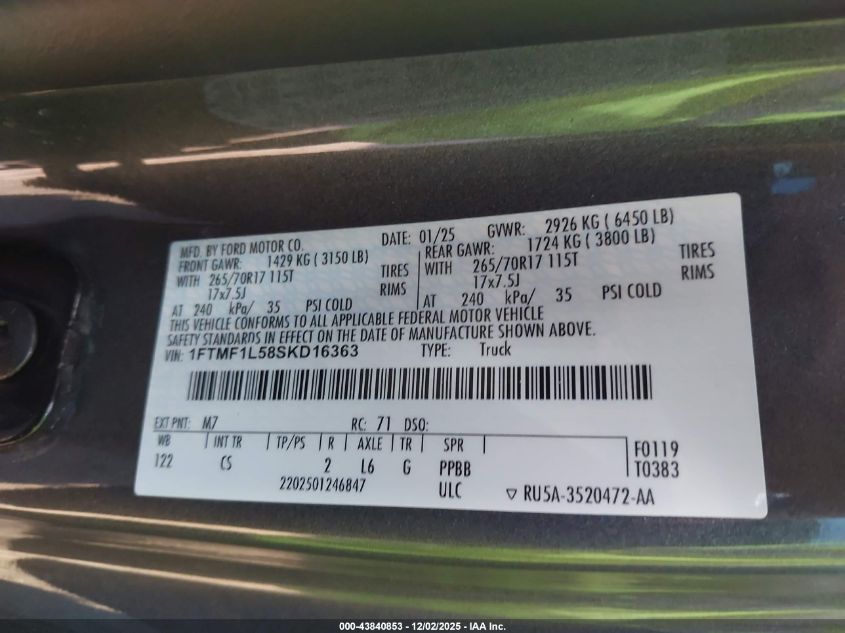 MFD. BY FORD MOTOR CO.
DATE: 01/25 GVWR: 2926 KG ( 6450 LB)
FRONT GAWR: 1429 KG ( 3150 LB)
WITH 265/70R17 115T TIRES
17x7.5J RIMS
AT 240 kPa/ 35 PSI COLD
REAR GAWR: 1724 KG ( 3800 LB)
WITH 265/70R17 115T TIRES
17x7.5J RIMS
AT 240 kPa/ 35 PSI COLD
THIS VEHICLE CONFORMS TO ALL APPLICABLE FEDERAL MOTOR VEHICLE
SAFETY STANDARDS IN EFFECT ON THE DATE OF MANUFACTURE SHOWN ABOVE.
VIN: 1FTMF1L58SKD16363 TYPE: Truck
EXT PNT: M7 RC: 71 DSO:
WB INT TR TP/PS R AXLE TR SPR
122 CS 2 L6 G PPBB
F0119
T0383
2202501246847 ULC ▽ RU5A-3520472-AA
000-43840853 - 12/02/2025 - IAA Inc.